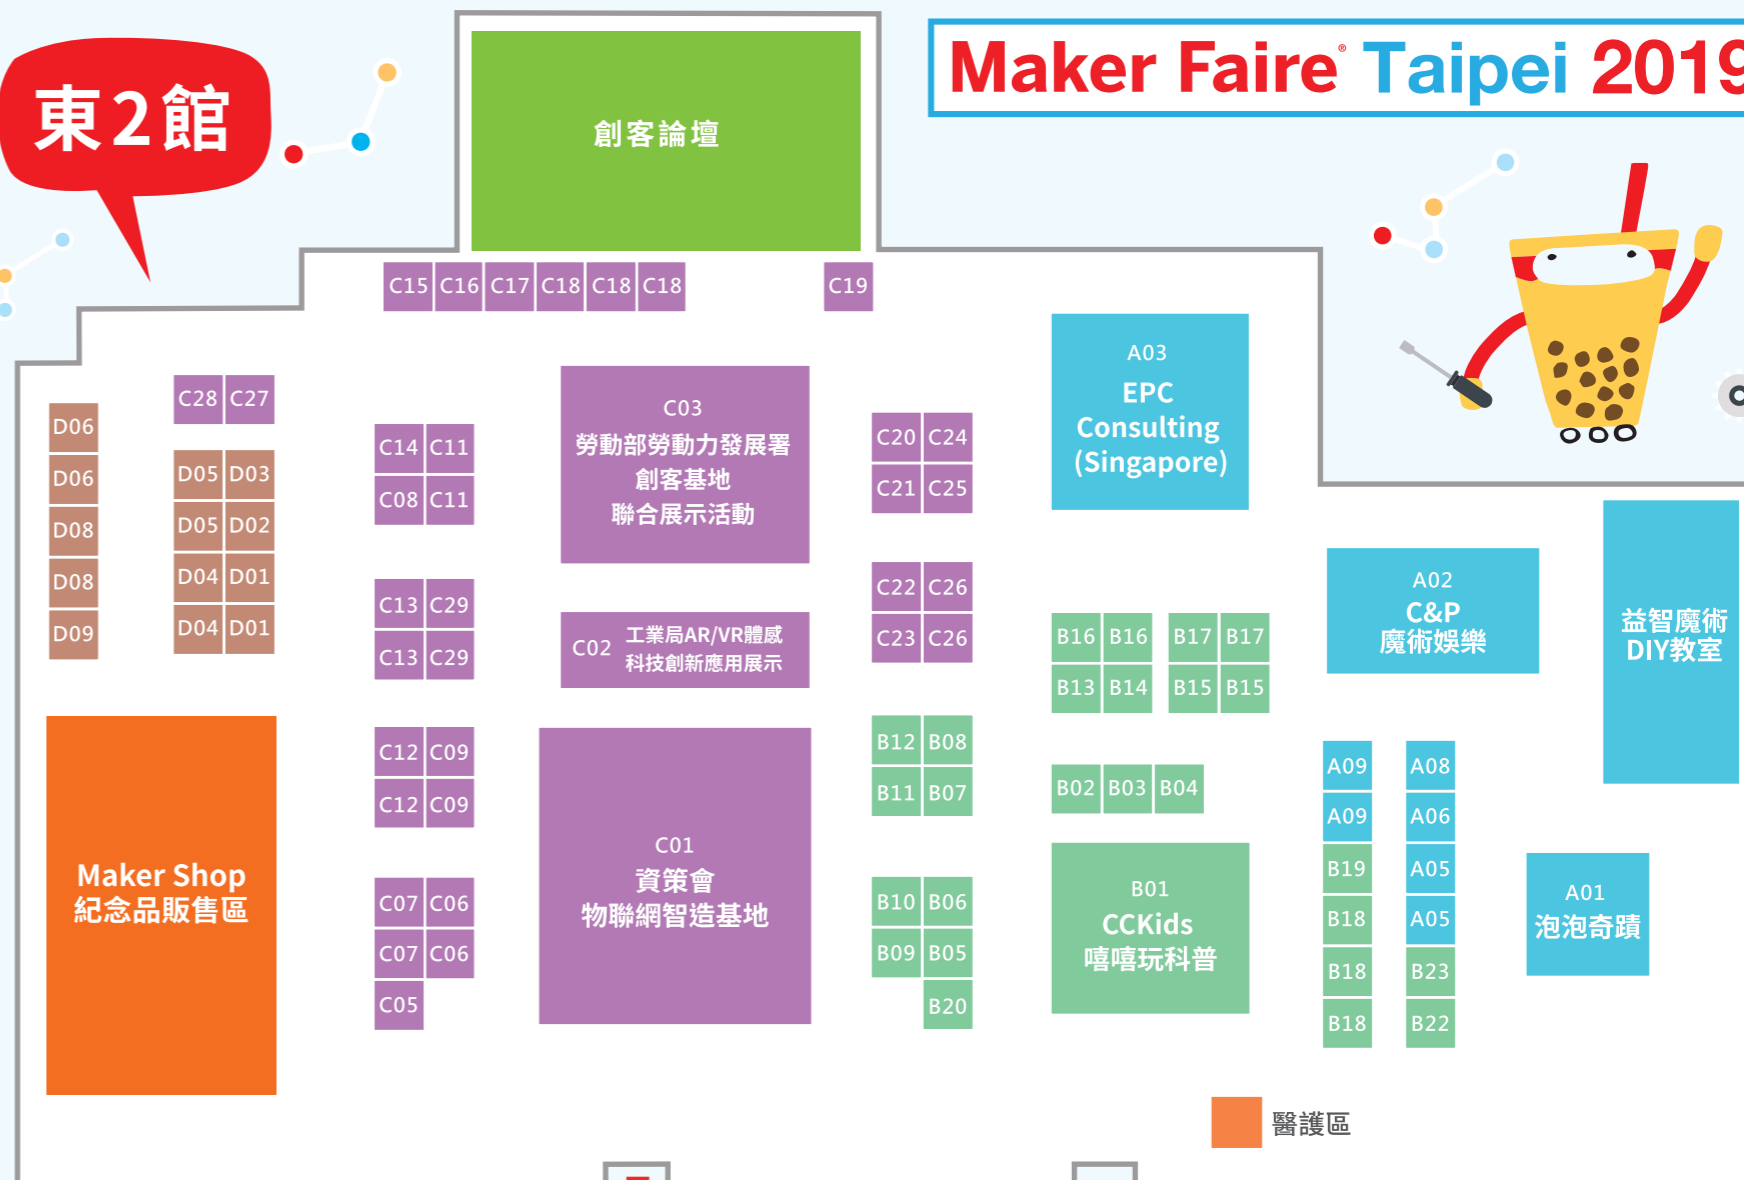 東2館
Maker Faire® Taipei 2019
創客論壇
C15 C16 C17 C18 C18 C18 C19
C28 C27
D06
D06
D08
D08
D09
D05 D03
D05 D02
D04 D01
D04 D01
C14 C11
C08 C11
C13 C29
C13 C29
C12 C09
C12 C09
C07 C06
C07 C06
C05
C03
勞動部勞動力發展署
創客基地
聯合展示活動
C02
工業局AR/VR體感
科技創新應用展示
C01
資策會
物聯網智造基地
Maker Shop
紀念品販售區
C20 C24
C21 C25
C22 C26
C23 C26
B12 B08
B11 B07
B10 B06
B09 B05
B20
A03
EPC
Consulting
(Singapore)
B16 B16 B17 B17
B13 B14 B15 B15
B02 B03 B04
B01
CCKids
嘻嘻玩科普
A02
C&P
魔術娛樂
益智魔術
DIY教室
A09 A08
A09 A06
B19 A05
B18 A05
B18 B23
B18 B22
A01
泡泡奇蹟
醫護區